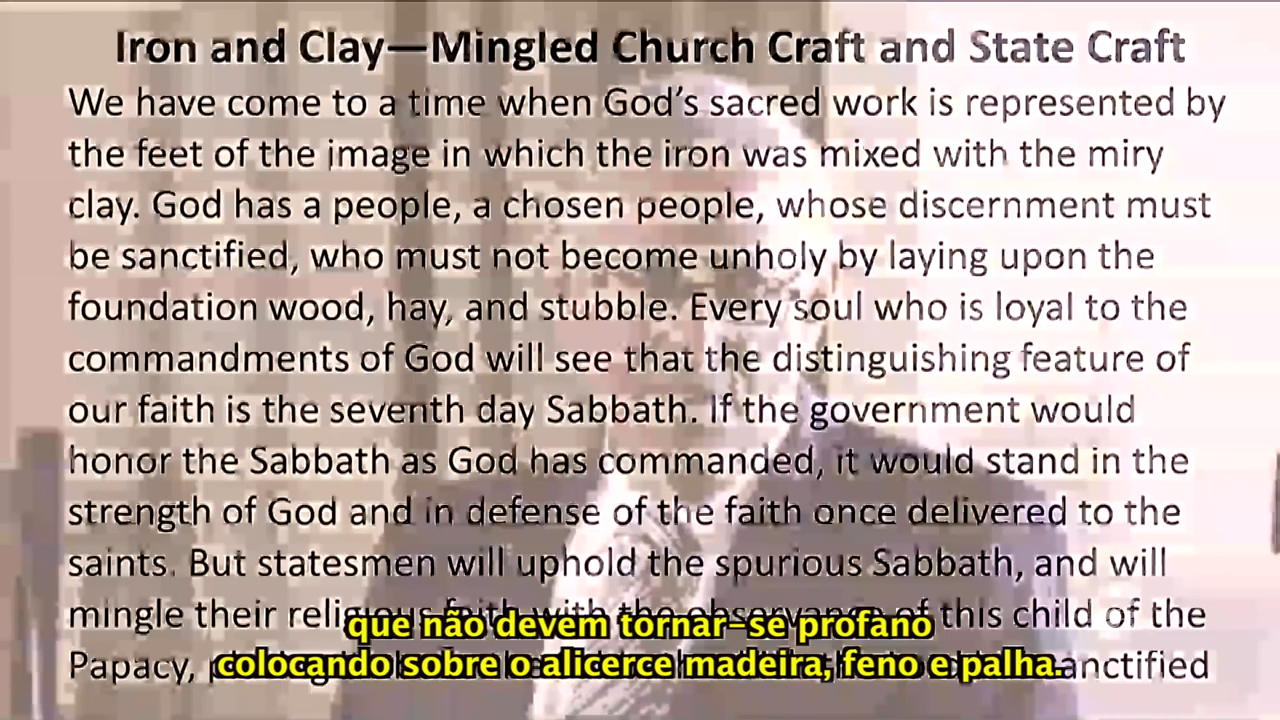 Iron and Clay—Mingled Church Craft and State Craft
We have come to a time when God's sacred work is represented by
the feet of the image in which the iron was mixed with the miry
clay. God has a people, a chosen people, whose discernment must
be sanctified, who must not become unholy by laying upon the
foundation wood, hay, and stubble. Every soul who is loyal to the
commandments of God will see that the distinguishing feature of
our faith is the seventh day Sabbath. If the government would
honor the Sabbath as God has commanded, it would stand in the
strength of God and in defense of the faith once delivered to the
saints. But statesmen will uphold the spurious Sabbath, and will
mingle their religious faith with the observance of this child of the
Papacy,
que não devem tornar-se profano
colocando sobre o alicerce madeira, feno e palha.